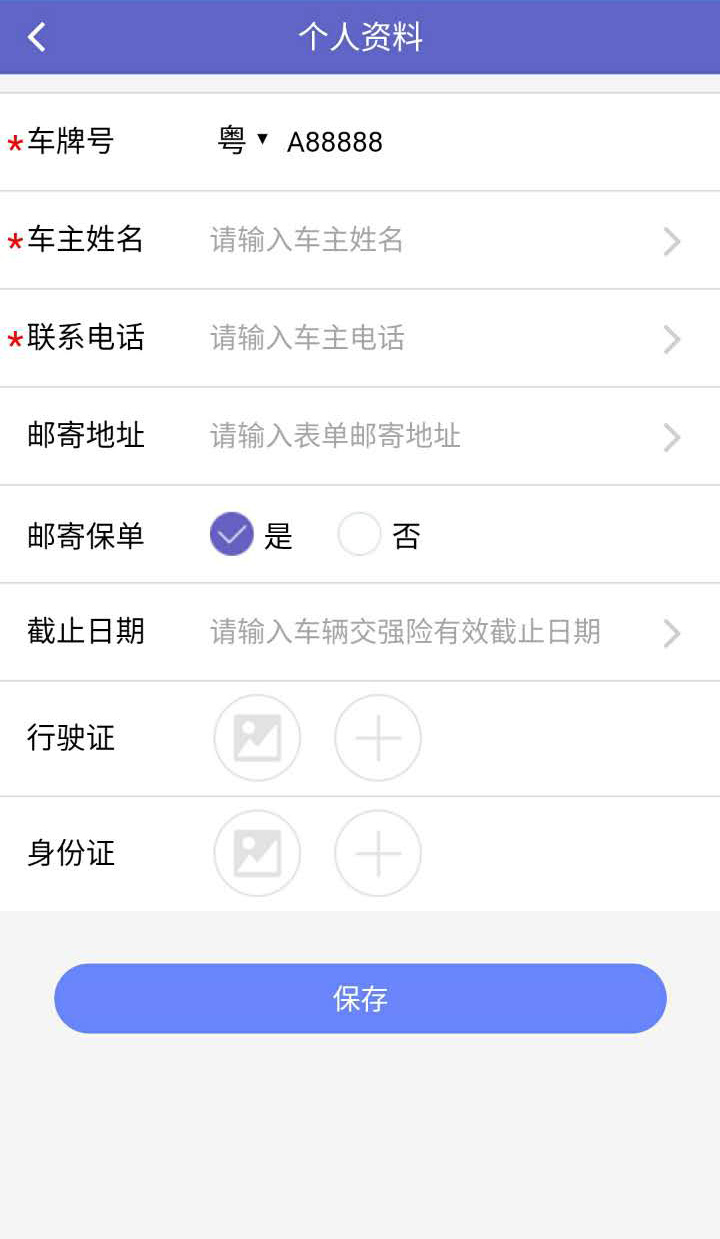 个人资料
*车牌号 粤 ▼ A88888
*车主姓名 请输入车主姓名
*联系电话 请输入车主电话
邮寄地址 请输入表单邮寄地址
邮寄保单 是 否
截止日期 请输入车辆交强险有效截止日期
行驶证
身份证
保存